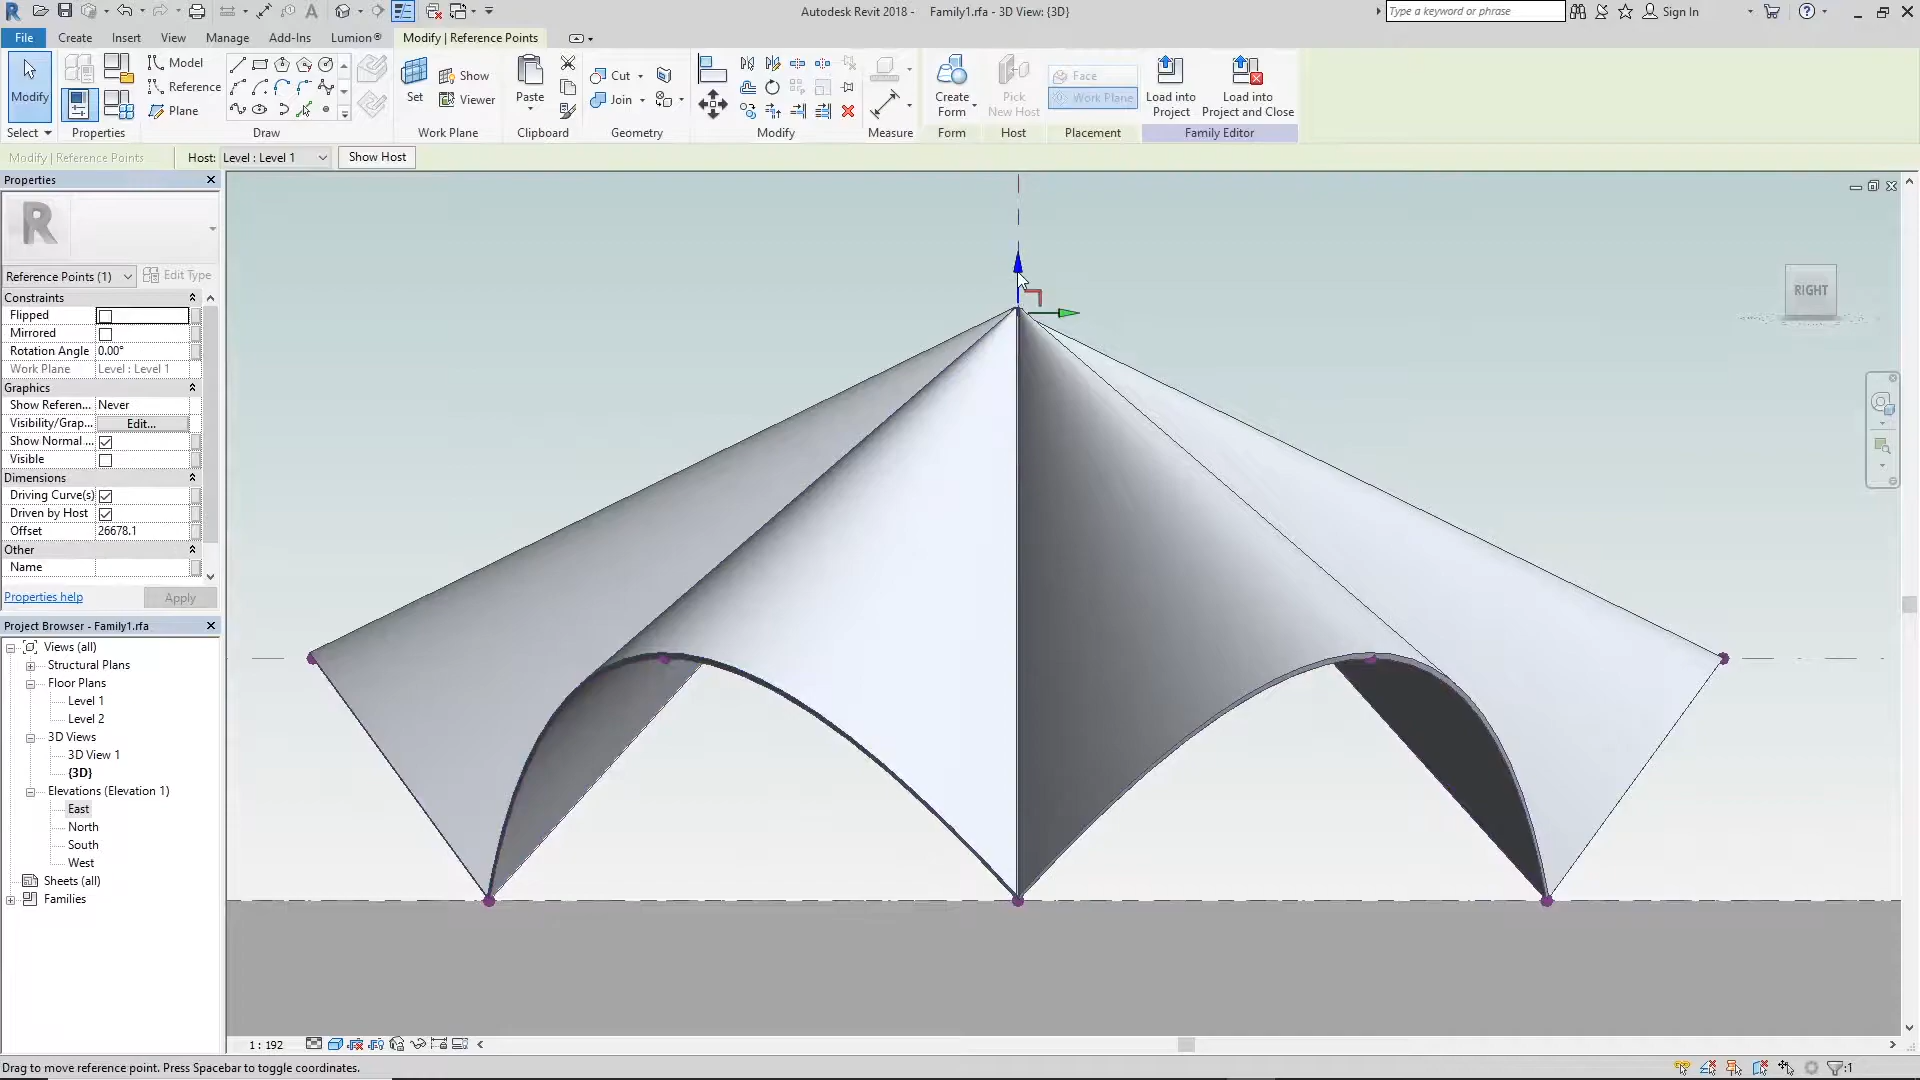 Autodesk Revit 2018 -
Family1.rfa - 3D View: {3D}
Type a keyword or phrase
Sign In
File
Create
Insert
View
Manage
Add-Ins
Lumion®
Modify | Reference Points
Modify
Model
Reference
Plane
Set
Show
Viewer
Paste
Cut
Join
Create
Form
Pick
New Host
Face
Work Plane
Load into
Project
Load into
Project and Close
Select
Properties
Draw
Work Plane
Clipboard
Geometry
Modify
Measure
Form
Host
Placement
Family Editor
Modify | Reference Points
Host: Level : Level 1
Show Host
Properties
R
Reference Points (1)
Edit Type
Constraints
Flipped
Mirrored
Rotation Angle 0.00°
Work Plane Level : Level 1
Graphics
Show Referen... Never
Visibility/Grap... Edit...
Show Normal ...
Visible
Dimensions
Driving Curve(s)
Driven by Host
Offset 26678.1
Other
Name
Properties help
Apply
Project Browser - Family1.rfa
Views (all)
Structural Plans
Floor Plans
Level 1
Level 2
3D Views
3D View 1
{3D}
Elevations (Elevation 1)
East
North
South
West
Sheets (all)
Families
RIGHT
1 : 192
Drag to move reference point. Press Spacebar to toggle coordinates.
:1